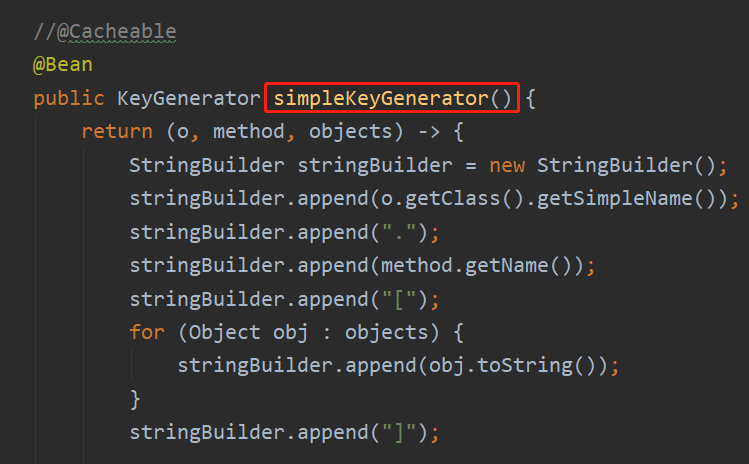 //@Cacheable
@Bean
public KeyGenerator simpleKeyGenerator() {
return (o, method, objects) -> {
StringBuilder stringBuilder = new StringBuilder();
stringBuilder.append(o.getClass().getSimpleName());
stringBuilder.append(".");
stringBuilder.append(method.getName());
stringBuilder.append("[");
for (Object obj : objects) {
stringBuilder.append(obj.toString());
}
stringBuilder.append("]");